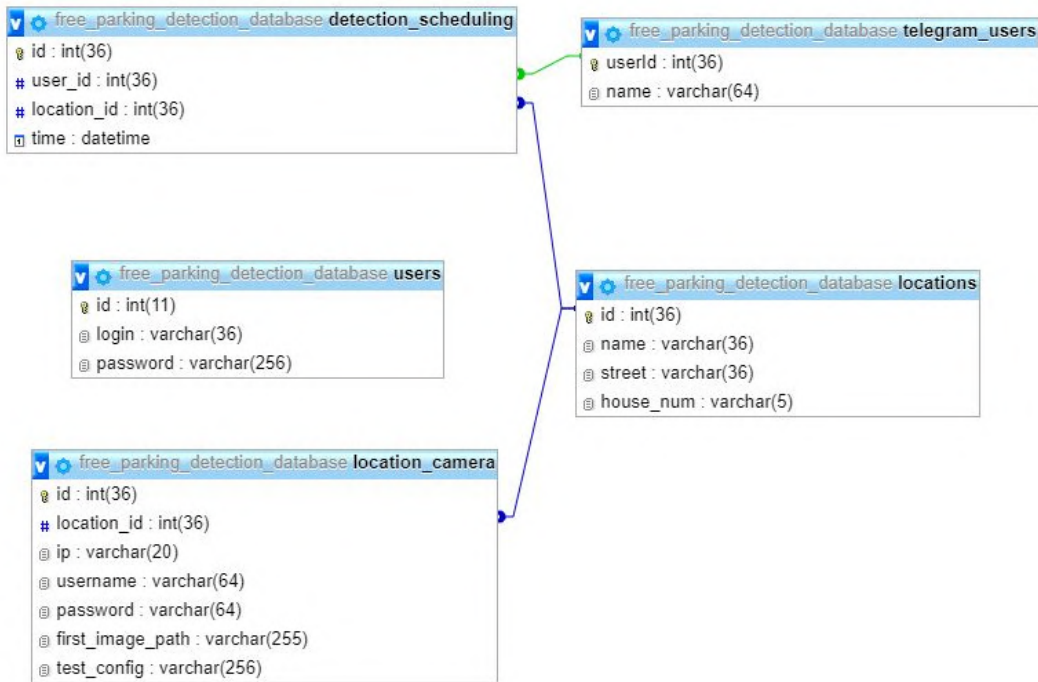 free_parking_detection_database detection_scheduling
id : int(36)
user_id : int(36)
location_id : int(36)
time : datetime
free_parking_detection_database telegram_users
userId : int(36)
name : varchar(64)
free_parking_detection_database users
id : int(11)
login : varchar(36)
password : varchar(256)
free_parking_detection_database locations
id : int(36)
name : varchar(36)
street : varchar(36)
house_num : varchar(5)
free_parking_detection_database location_camera
id : int(36)
location_id : int(36)
ip : varchar(20)
username : varchar(64)
password : varchar(64)
first_image_path : varchar(255)
test_config : varchar(256)